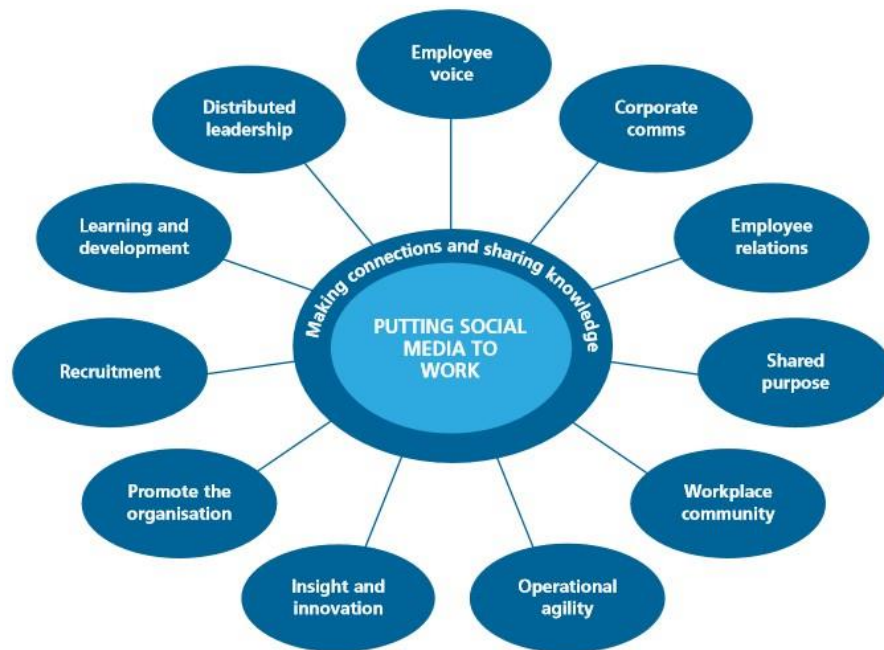 Employee
voice
Corporate
comms
Employee
relations
Shared
purpose
Workplace
community
Operational
agility
Insight and
innovation
Promote the
organisation
Recruitment
Learning and
development
Distributed
leadership
Making connections and sharing knowledge
PUTTING SOCIAL
MEDIA TO
WORK